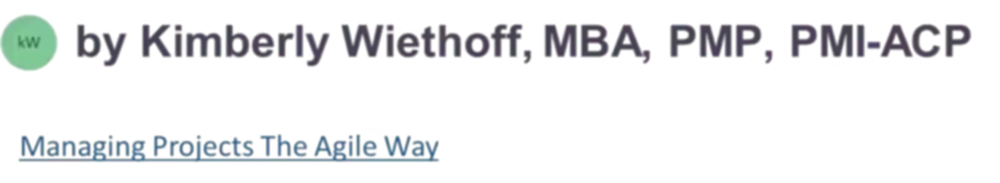 kW by Kimberly Wiethoff, MBA, PMP, PMI-ACP
Managing Projects The Agile Way